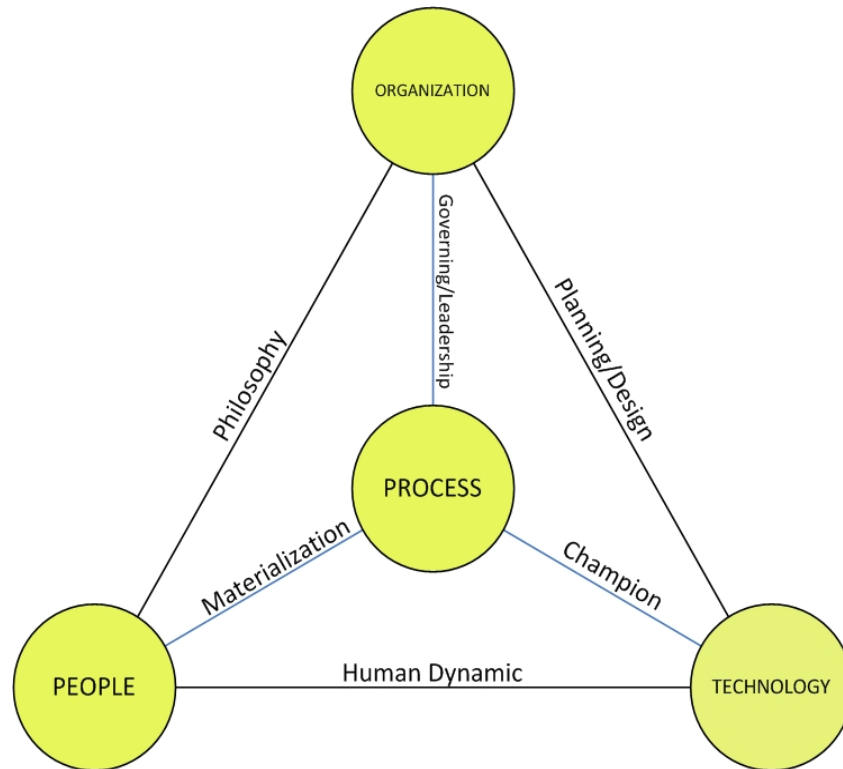 ORGANIZATION
Governing/Leadership
Philosophy
Planning/Design
PROCESS
Materialization
Champion
PEOPLE
Human Dynamic
TECHNOLOGY